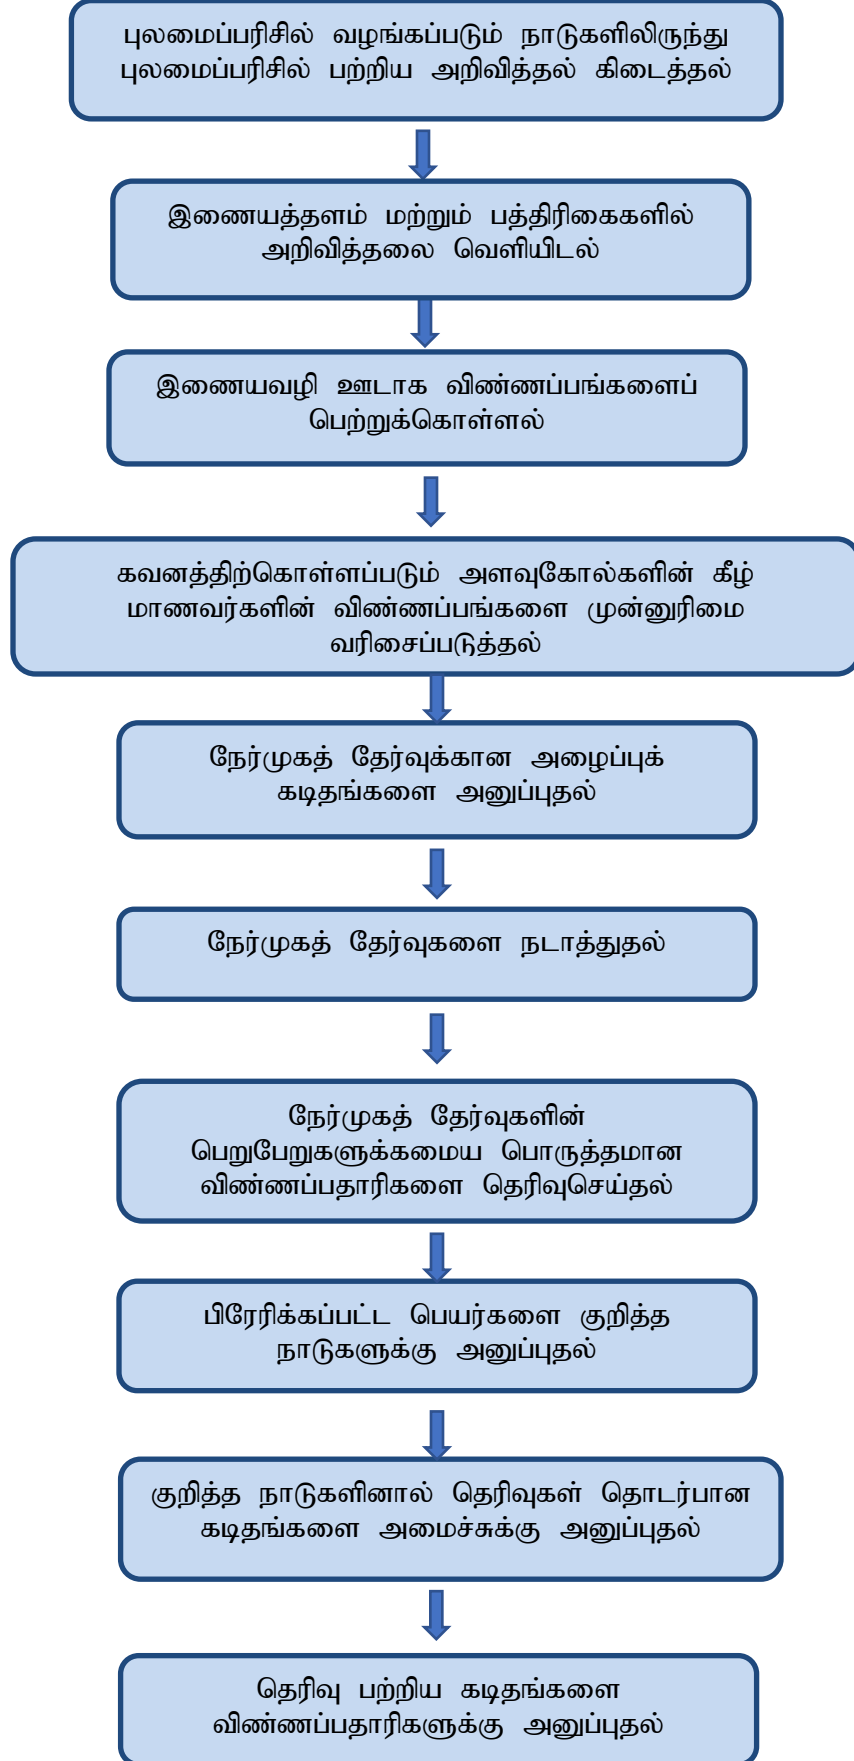 புலமைப்பரிசில் வழங்கப்படும் நாடுகளிலிருந்து
புலமைப்பரிசில் பற்றிய அறிவித்தல் கிடைத்தல்
இணையத்தளம் மற்றும் பத்திரிகைகளில்
அறிவித்தலை வெளியிடல்
இணையவழி ஊடாக விண்ணப்பங்களைப்
பெற்றுக்கொள்ளல்
கவனத்திற்கொள்ளப்படும் அளவுகோல்களின் கீழ்
மாணவர்களின் விண்ணப்பங்களை முன்னுரிமை
வரிசைப்படுத்தல்
நேர்முகத் தேர்வுக்கான அழைப்புக்
கடிதங்களை அனுப்புதல்
நேர்முகத் தேர்வுகளை நடாத்துதல்
நேர்முகத் தேர்வுகளின்
பெறுபேறுகளுக்கமைய பொருத்தமான
விண்ணப்பதாரிகளை தெரிவுசெய்தல்
பிரேரிக்கப்பட்ட பெயர்களை குறித்த
நாடுகளுக்கு அனுப்புதல்
குறித்த நாடுகளினால் தெரிவுகள் தொடர்பான
கடிதங்களை அமைச்சுக்கு அனுப்புதல்
தெரிவு பற்றிய கடிதங்களை
விண்ணப்பதாரிகளுக்கு அனுப்புதல்